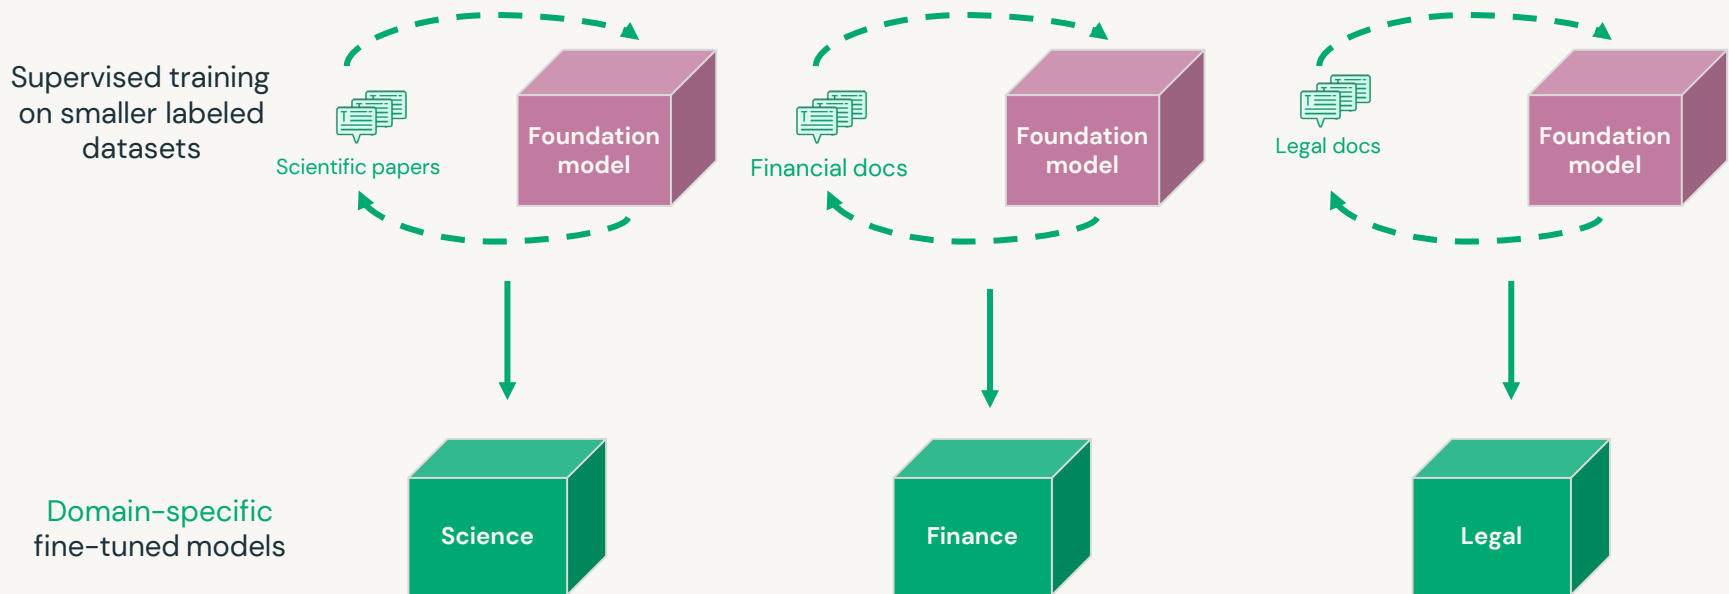 Supervised training
on smaller labeled
datasets
Scientific papers
Foundation
model
Financial docs
Foundation
model
Legal docs
Foundation
model
Domain-specific
fine-tuned models
Science
Finance
Legal